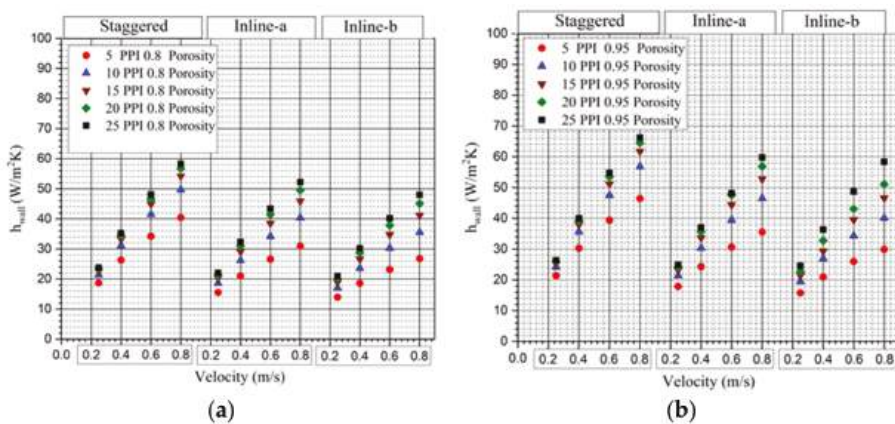 Staggered Inline-a Inline-b
5 PPI 0.8 Porosity
10 PPI 0.8 Porosity
15 PPI 0.8 Porosity
20 PPI 0.8 Porosity
25 PPI 0.8 Porosity
h_wall (W/m²K)
100
90
80
70
60
50
40
30
20
10
0
0.0 0.2 0.4 0.6 0.8 0.2 0.4 0.6 0.8 0.2 0.4 0.6 0.8
Velocity (m/s)
(a)
Staggered Inline-a Inline-b
5 PPI 0.95 Porosity
10 PPI 0.95 Porosity
15 PPI 0.95 Porosity
20 PPI 0.95 Porosity
25 PPI 0.95 Porosity
h_wall (W/m²K)
100
90
80
70
60
50
40
30
20
10
0
0.0 0.2 0.4 0.6 0.8 0.2 0.4 0.6 0.8 0.2 0.4 0.6 0.8
Velocity (m/s)
(b)